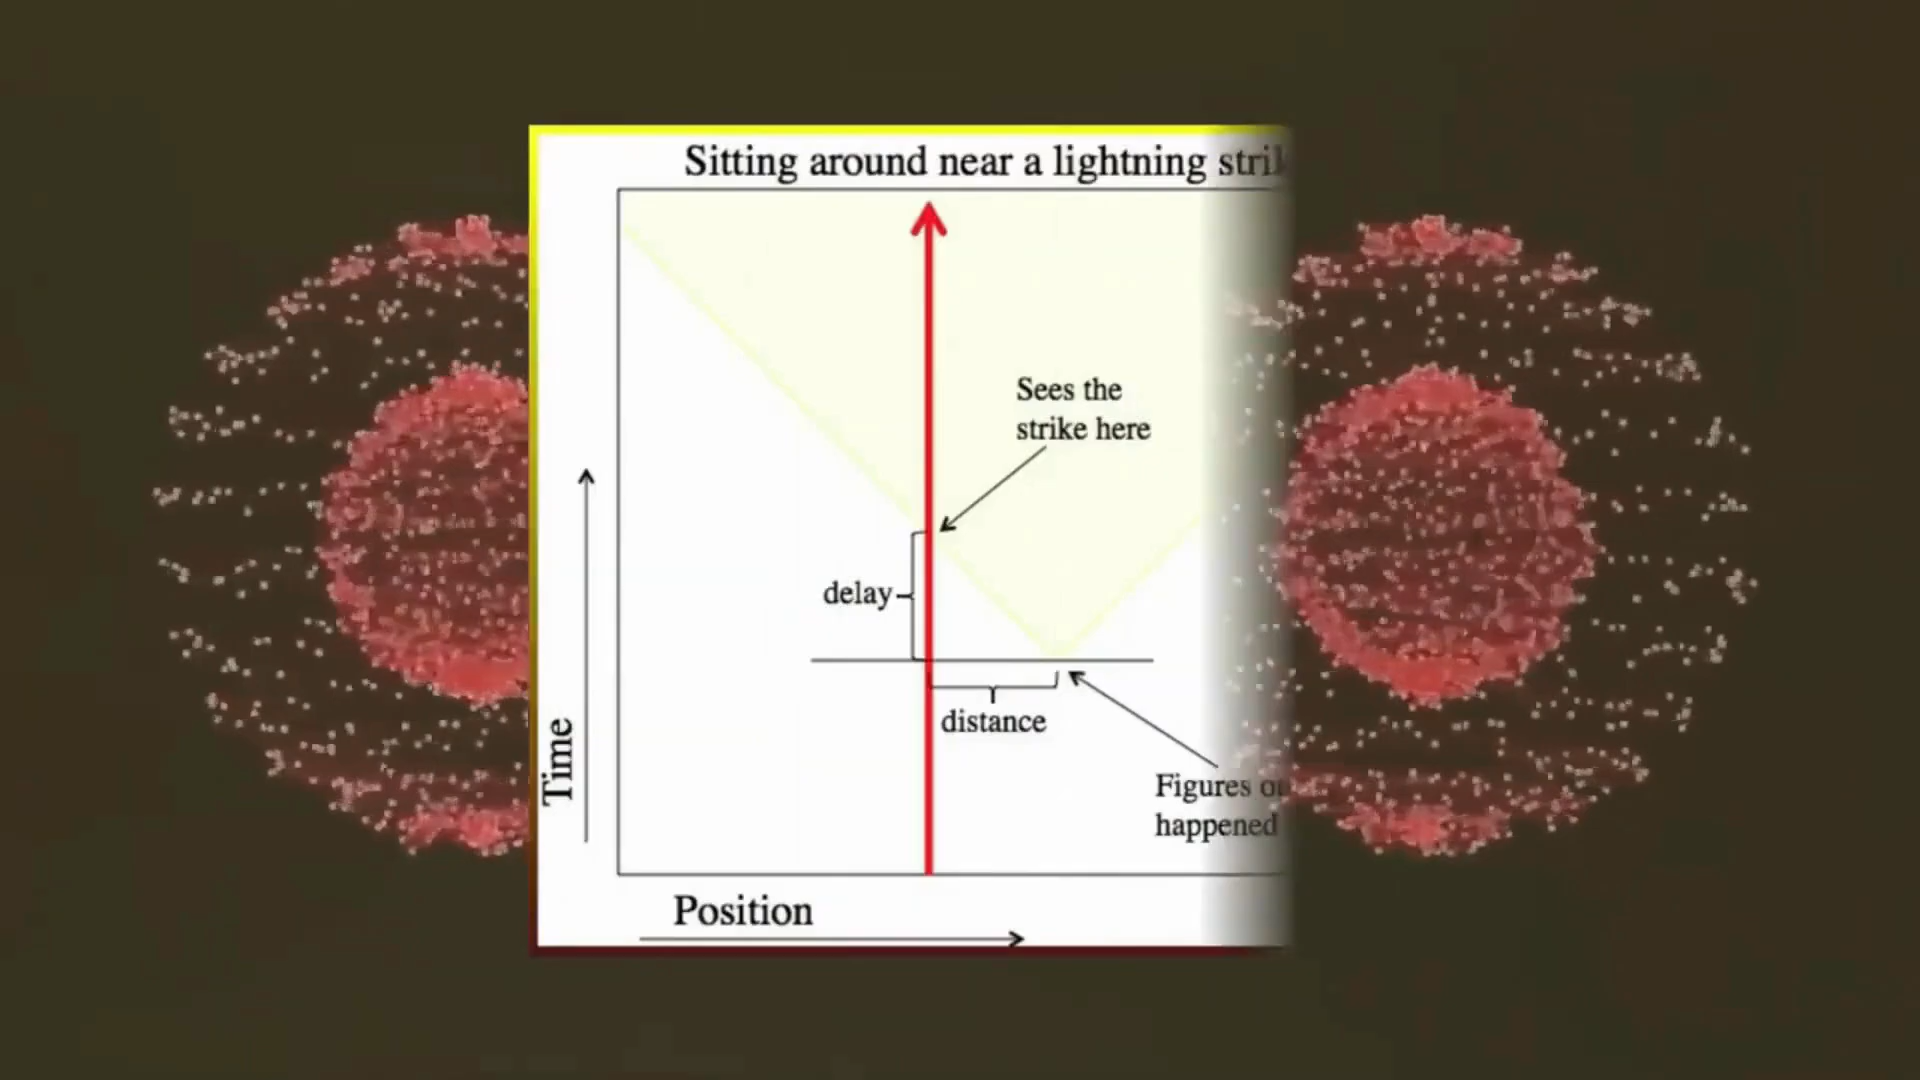 Sitting around near a lightning
Sees the
strike here
delay
distance
Time
Figures
happened
Position